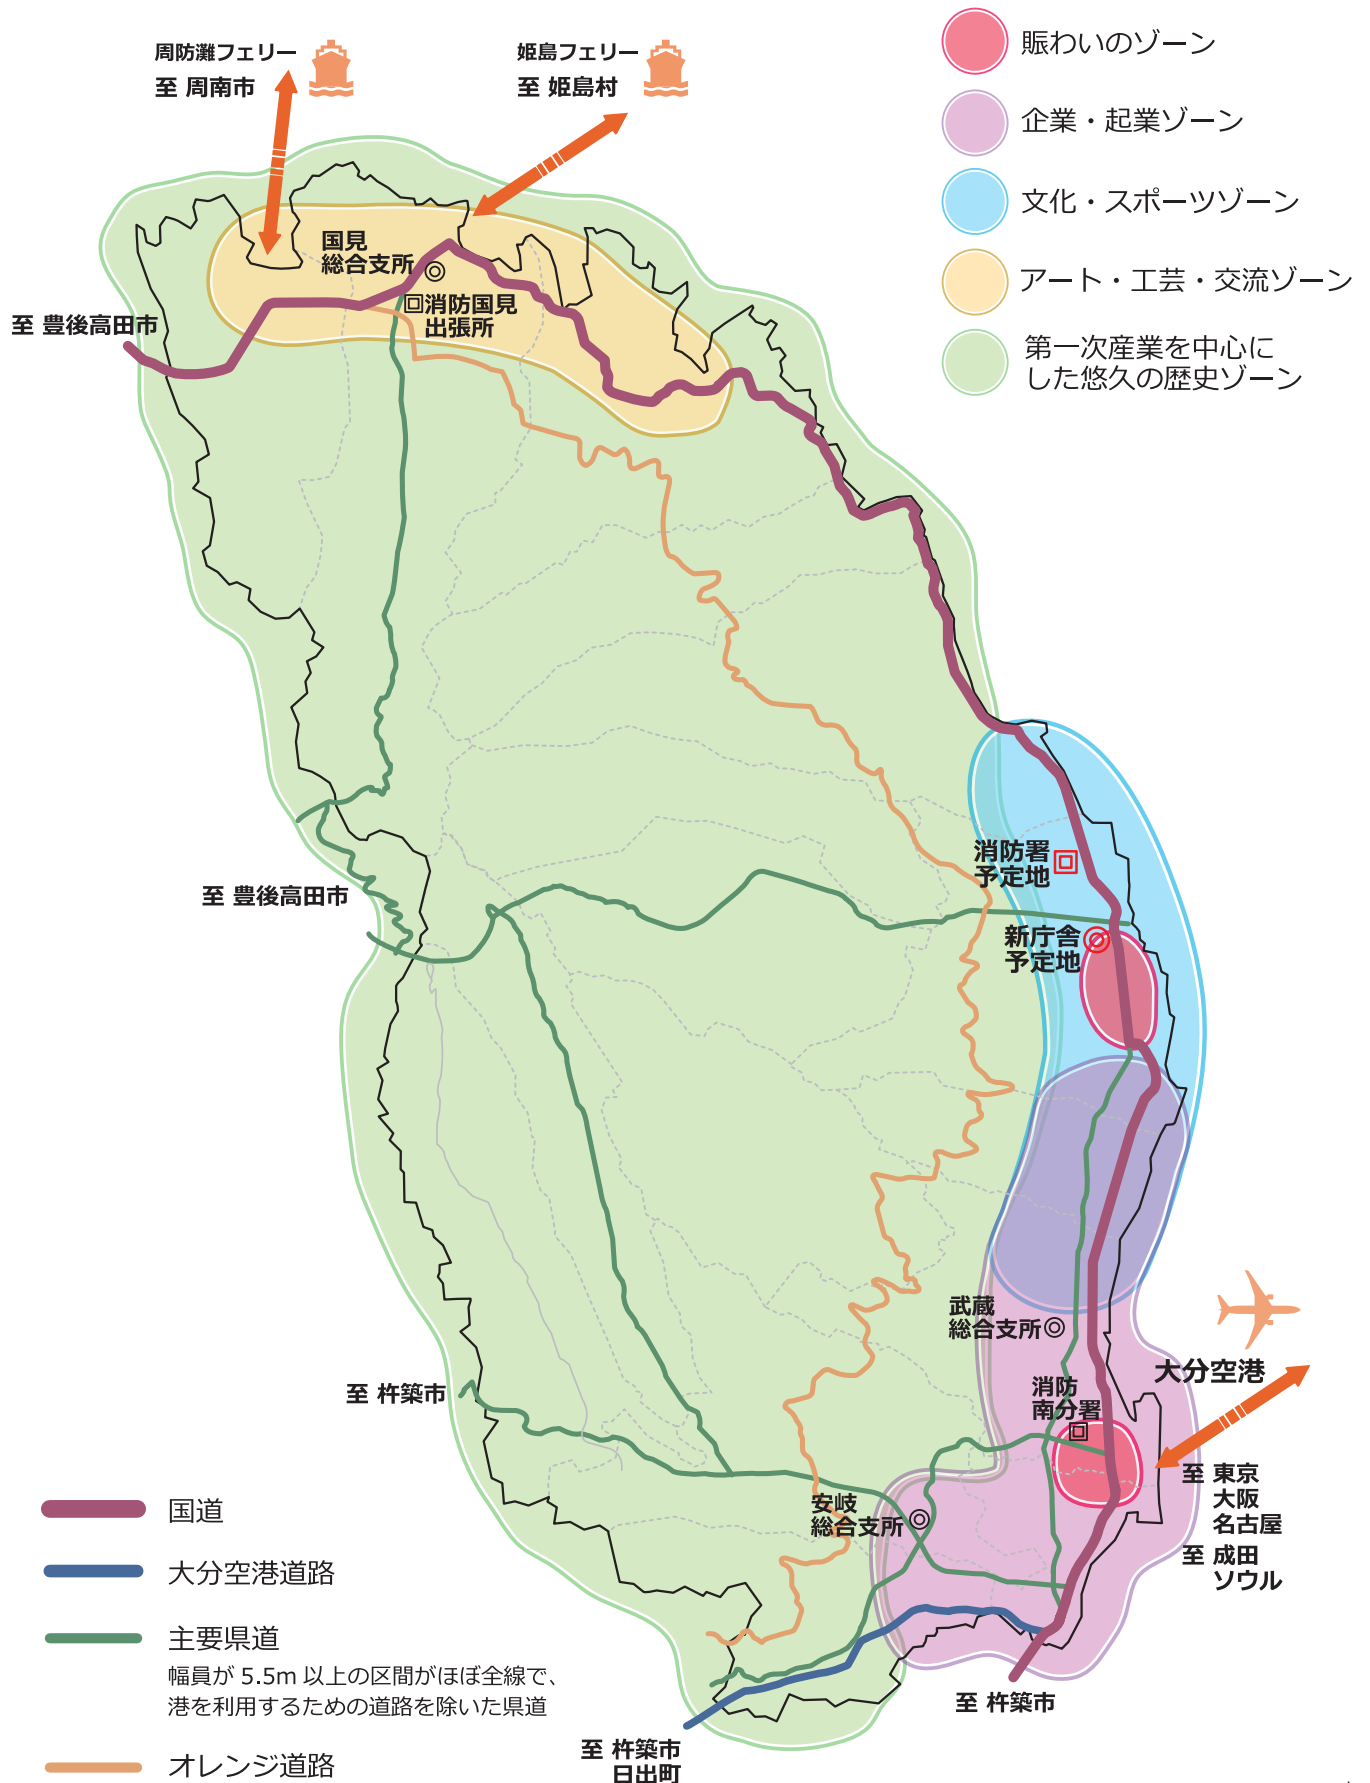 周防灘フェリー
至 周南市
姫島フェリー
至 姫島村
賑わいのゾーン
企業・起業ゾーン
文化・スポーツゾーン
アート・工芸・交流ゾーン
第一次産業を中心に
した悠久の歴史ゾーン
国見
総合支所
消防国見
出張所
至 豊後高田市
消防署
予定地
至 豊後高田市
新庁舎
予定地
武蔵
総合支所
大分空港
消防
南分署
至 杵築市
至 東京
大阪
名古屋
至 成田
ソウル
安岐
総合支所
国道
大分空港道路
主要県道
幅員が 5.5m 以上の区間がほぼ全線で、
港を利用するための道路を除いた県道
オレンジ道路
至 杵築市
至 杵築市
日出町